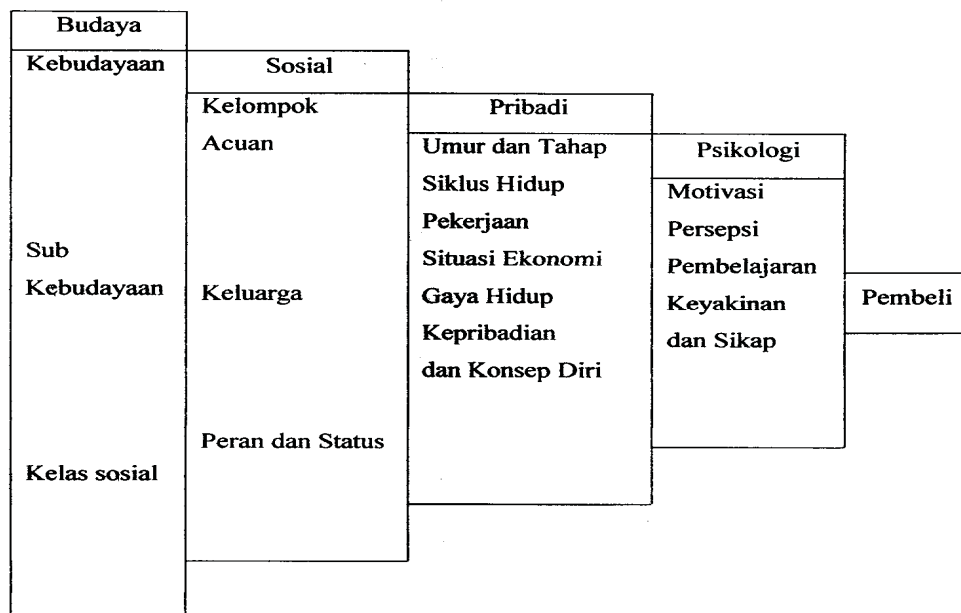 Budaya
Kebudayaan
Sub
Kebudayaan
Kelas sosial
Sosial
Kelompok
Acuan
Keluarga
Peran dan Status
Pribadi
Umur dan Tahap
Siklus Hidup
Pekerjaan
Situasi Ekonomi
Gaya Hidup
Kepribadian
dan Konsep Diri
Psikologi
Motivasi
Persepsi
Pembelajaran
Keyakinan
dan Sikap
Pembeli